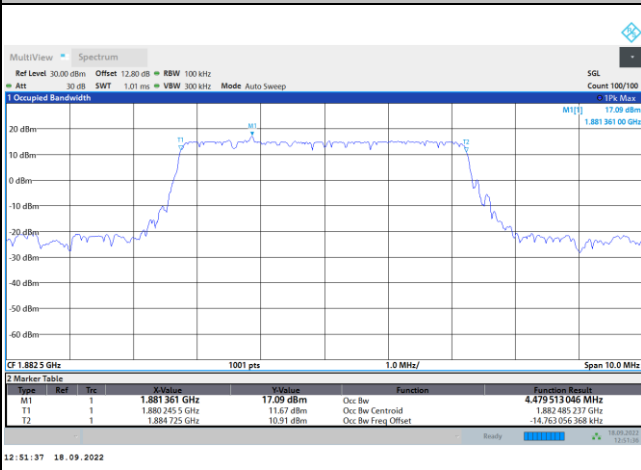 MultiView Spectrum
Ref Level 30.00 dBm Offset 12.80 dB RBW 100 kHz SGL
Att 30 dB SWT 1.01 ms VBW 300 kHz Mode Auto Sweep Count 100/100
1 Occupied Bandwidth 1Pk Max
M1[1] 17.09 dBm
1.881 361 00 GHz
M1
20 dBm
T1 T2
10 dBm
0 dBm
-10 dBm
-20 dBm
-30 dBm
-40 dBm
-50 dBm
-60 dBm
CF 1.882 5 GHz 1001 pts 1.0 MHz/ Span 10.0 MHz
2 Marker Table
Type Ref Trc X-Value Y-Value Function Function Result
M1 1 1.881 361 GHz 17.09 dBm Occ Bw 4.479 513 046 MHz
T1 1 1.880 245 5 GHz 11.67 dBm Occ Bw Centroid 1.882 485 237 GHz
T2 1 1.884 725 GHz 10.91 dBm Occ Bw Freq Offset -14.763 056 368 kHz
Ready 18.09.2022
12:51:36
12:51:37 18.09.2022